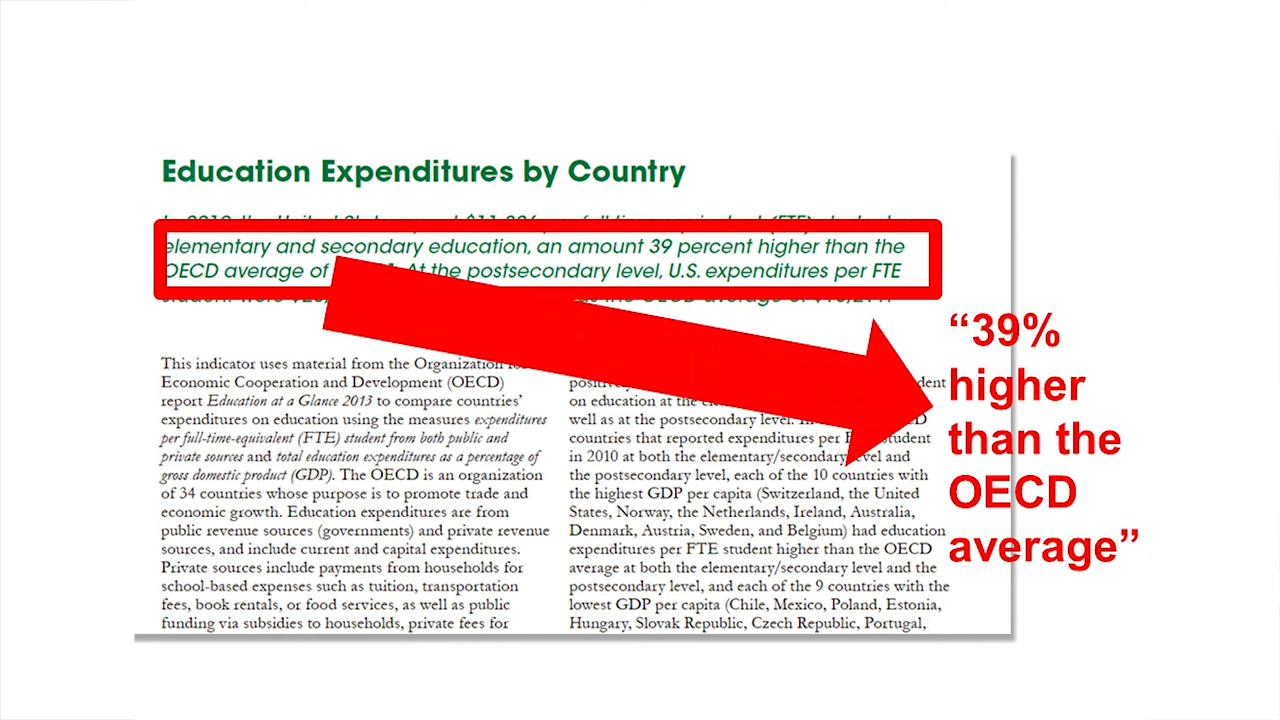 Education Expenditures by Country
elementary and secondary education, an amount 39 percent higher than the
OECD average of At the postsecondary level, U.S. expenditures per FTE
This indicator uses material from the Organization
Economic Cooperation and Development (OECD)
report Education at a Glance 2013 to compare countries’
expenditures on education using the measures expenditures
per full-time-equivalent (FTE) student from both public and
private sources and total education expenditures as a percentage of
gross domestic product (GDP). The OECD is an organization
of 34 countries whose purpose is to promote trade and
economic growth. Education expenditures are from
public revenue sources (governments) and private revenue
sources, and include current and capital expenditures.
Private sources include payments from households for
school-based expenses such as tuition, transportation
fees, book rentals, or food services, as well as public
funding via subsidies to households, private fees for
on education at the
well as at the postsecondary level.
countries that reported expenditures per student
in 2010 at both the elementary/secondary level and
the postsecondary level, each of the 10 countries with
the highest GDP per capita (Switzerland, the United
States, Norway, the Netherlands, Ireland, Australia,
Denmark, Austria, Sweden, and Belgium) had education
expenditures per FTE student higher than the OECD
average at both the elementary/secondary level and the
postsecondary level, and each of the 9 countries with the
lowest GDP per capita (Chile, Mexico, Poland, Estonia,
Hungary, Slovak Republic, Czech Republic, Portugal,
“39%
higher
than the
OECD
average”